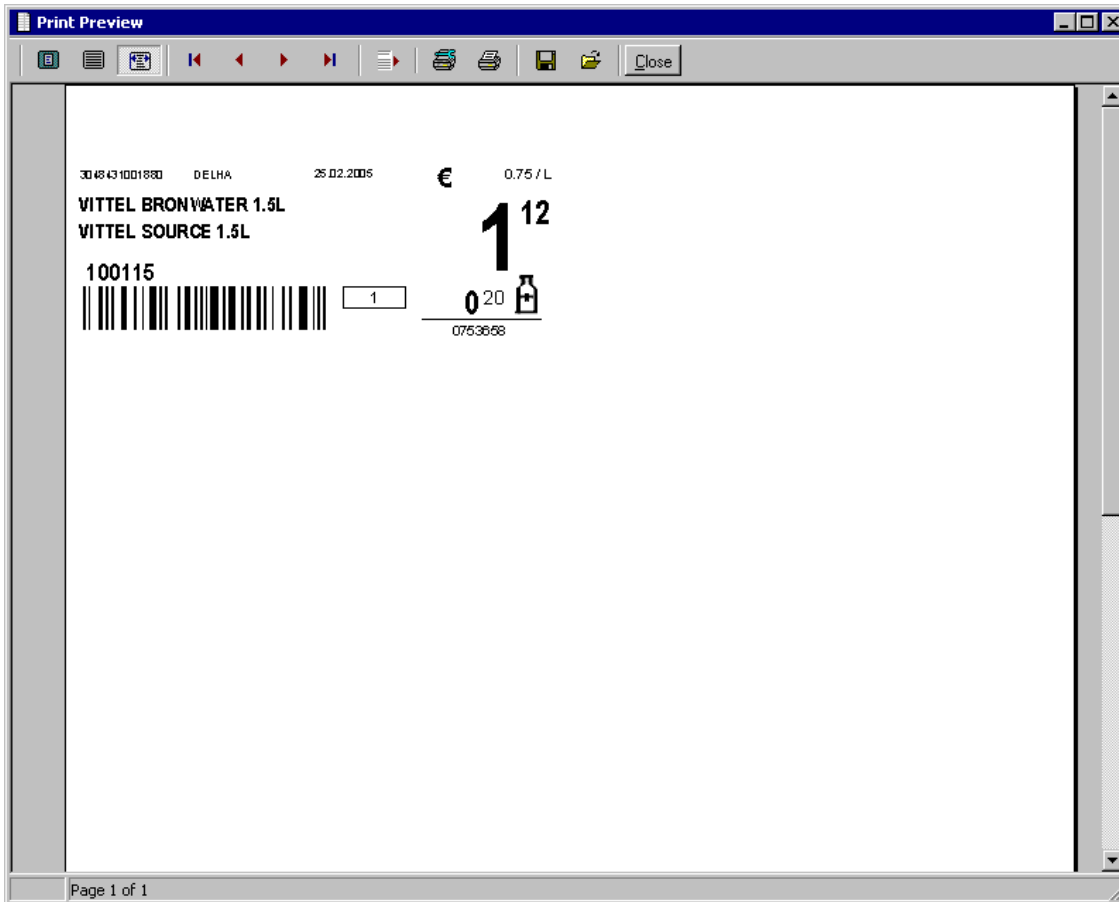 Print Preview
Close
3048431001880 DELHA 25.02.2005 € 0.75 / L
VITTEL BRONWATER 1.5L
VITTEL SOURCE 1.5L
1 12
100115
1
0 20
0753658
Page 1 of 1